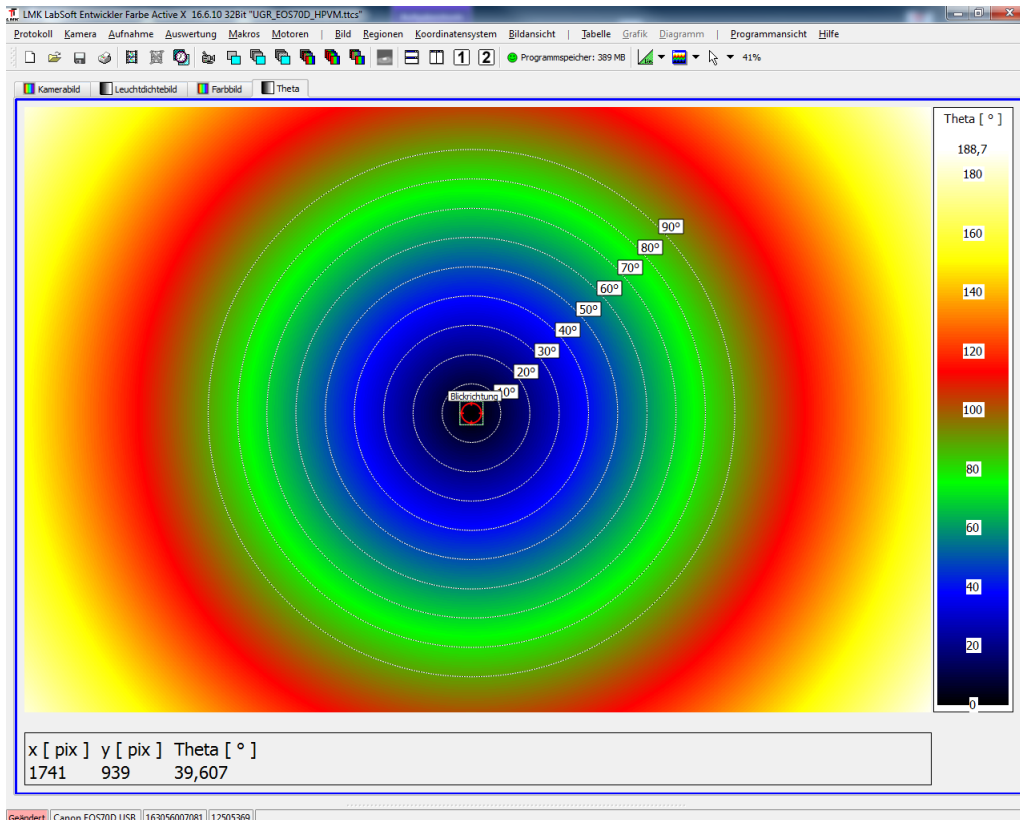 LMK LabSoft Entwickler Farbe Active X 16.6.10 32Bit "UGR_EOS70D_HPVM.ttcs"
Protokoll Kamera Aufnahme Auswertung Makros Motoren | Bild Regionen Koordinatensystem Bildansicht | Tabelle Grafik Diagramm | Programmansicht Hilfe
1 2 Programmspeicher: 389 MB 41%
Kamerabild Leuchtdichtebild Farbbild Theta
Theta [ ° ]
188,7
180
160
140
120
100
80
60
40
20
0
90°
80°
70°
60°
50°
40°
30°
20°
10°
Blickrichtung
x [ pix ] y [ pix ] Theta [ ° ]
1741 939 39,607
Geändert Canon EOS70D USB 163056007081 12505369